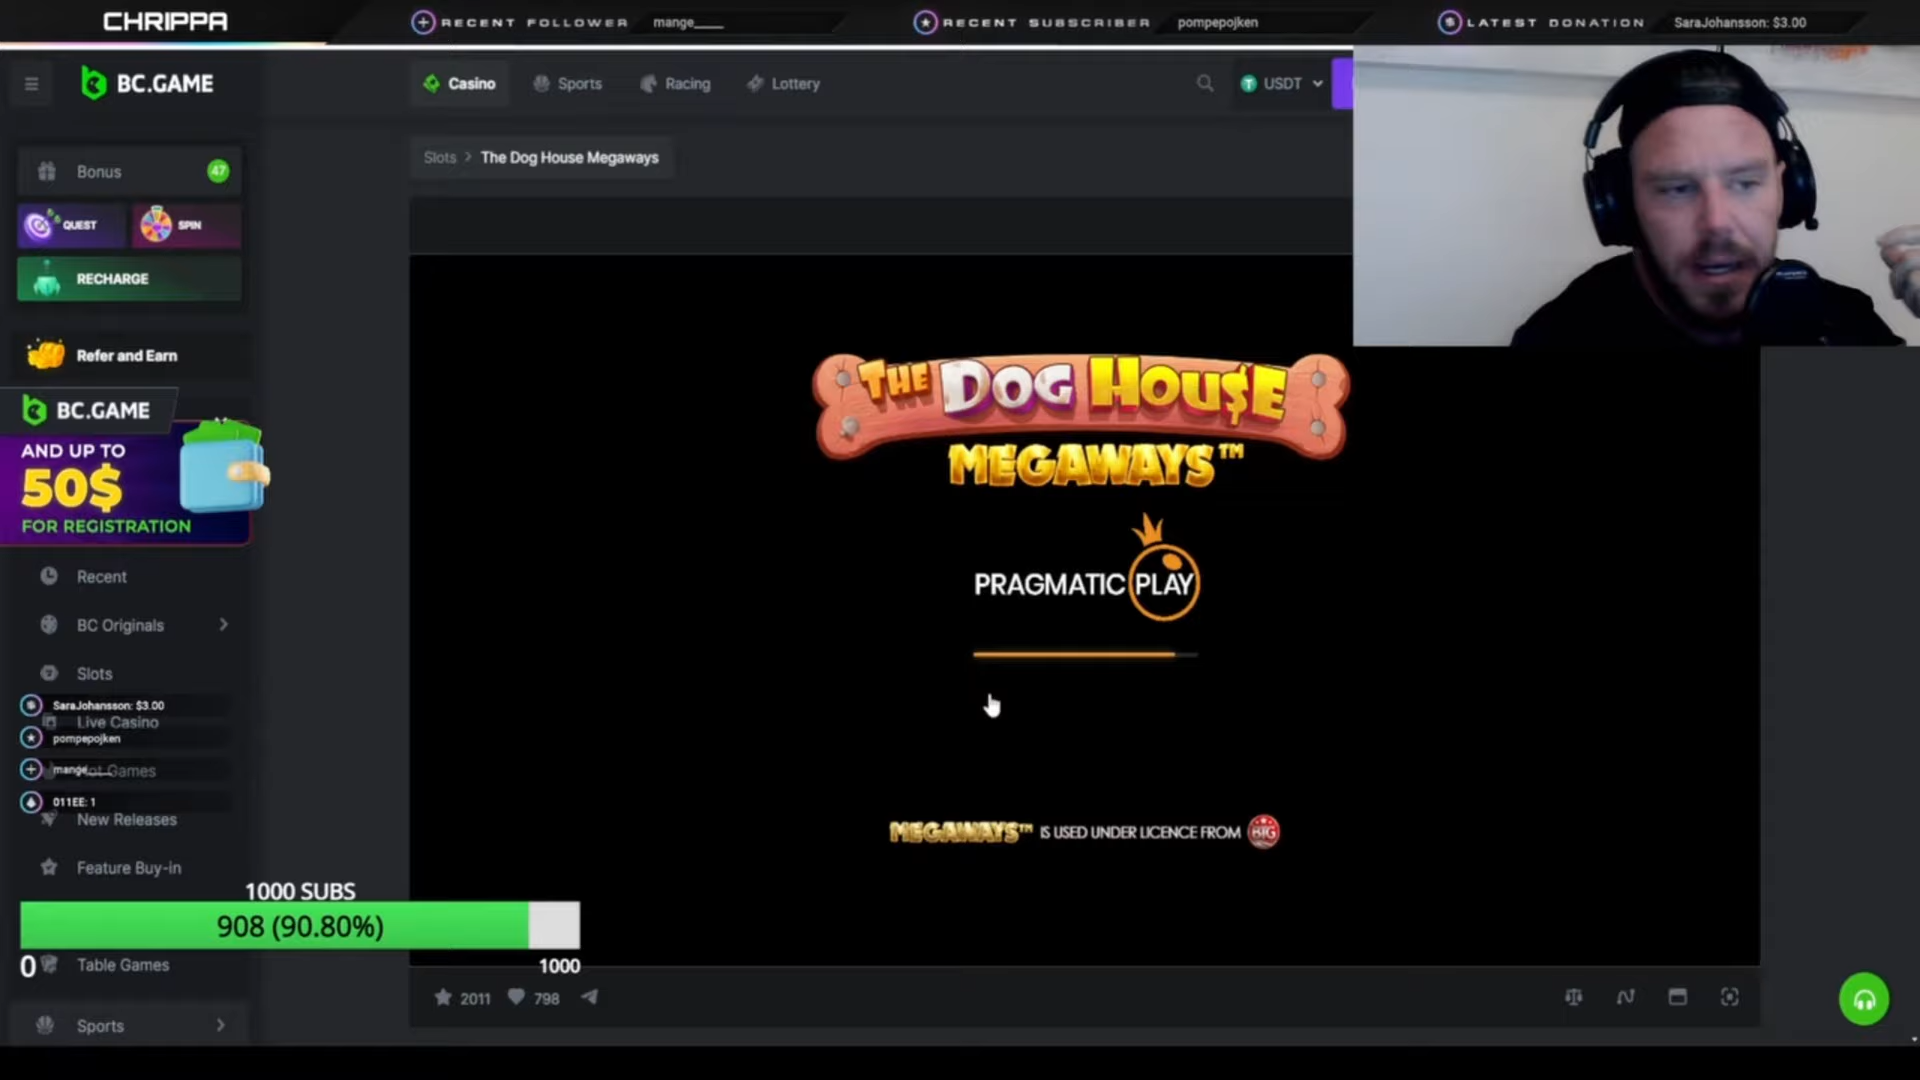 CHRIPPA
RECENT FOLLOWER mange____
RECENT SUBSCRIBER pompepojken
LATEST DONATION SaraJohansson: $3.00
BC.GAME
Casino
Sports
Racing
Lottery
USDT
Slots > The Dog House Megaways
Bonus 47
QUEST
SPIN
RECHARGE
Refer and Earn
BC.GAME
AND UP TO
50$
FOR REGISTRATION
Recent
BC Originals
Slots
SaraJohansson: $3.00
Live Casino
pompepojken
mange____
Games
011EE: 1
New Releases
Feature Buy-in
1000 SUBS
908 (90.80%)
0
1000
Table Games
Sports
THE DOG HOU$E
MEGAWAYS™
PRAGMATIC PLAY
MEGAWAYS™ IS USED UNDER LICENCE FROM BTG
2011
798